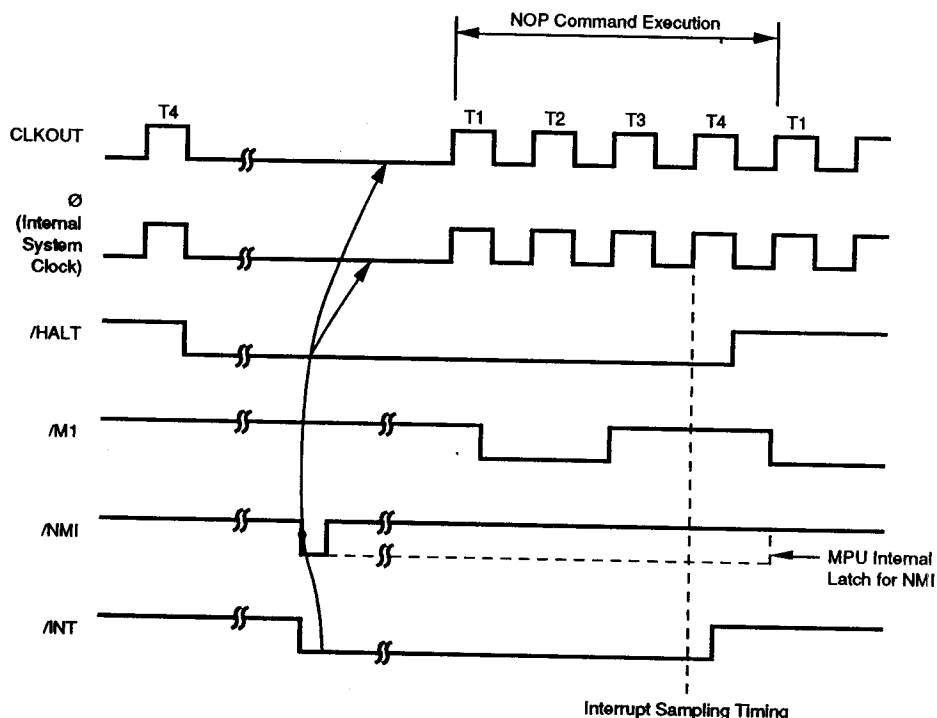 NOP Command Execution
T4 T1 T2 T3 T4 T1
CLKOUT
Ø
(Internal
System
Clock)
/HALT
/M1
/NMI
MPU Internal
Latch for NMI
/INT
Interrupt Sampling Timing